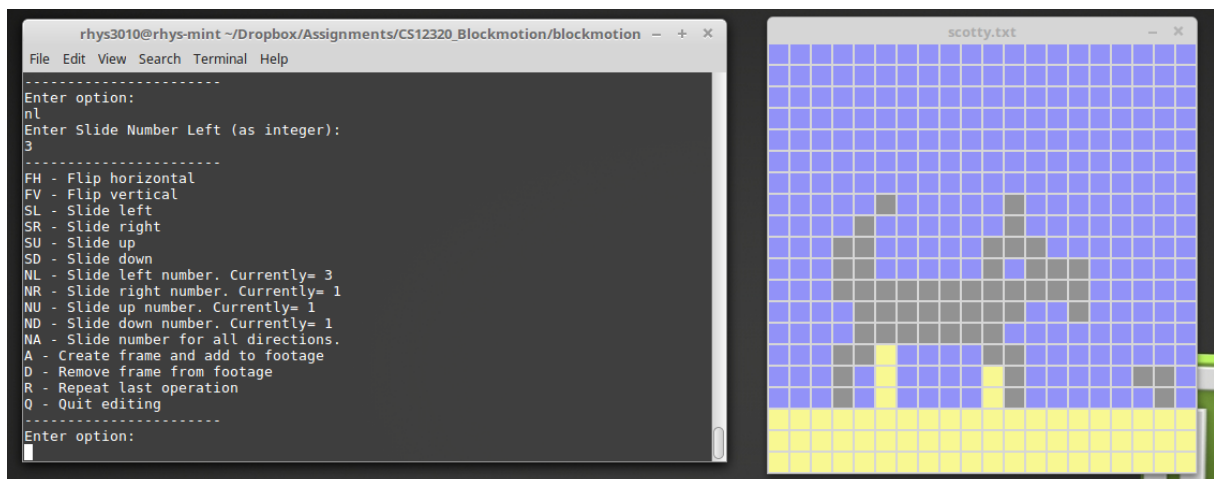 rhys3010@rhys-mint ~/Dropbox/Assignments/CS12320_Blockmotion/blockmotion
File Edit View Search Terminal Help
-----------------------
Enter option:
nl
Enter Slide Number Left (as integer):
3
-----------------------
FH - Flip horizontal
FV - Flip vertical
SL - Slide left
SR - Slide right
SU - Slide up
SD - Slide down
NL - Slide left number. Currently= 3
NR - Slide right number. Currently= 1
NU - Slide up number. Currently= 1
ND - Slide down number. Currently= 1
NA - Slide number for all directions.
A - Create frame and add to footage
D - Remove frame from footage
R - Repeat last operation
Q - Quit editing
-----------------------
Enter option:
scotty.txt